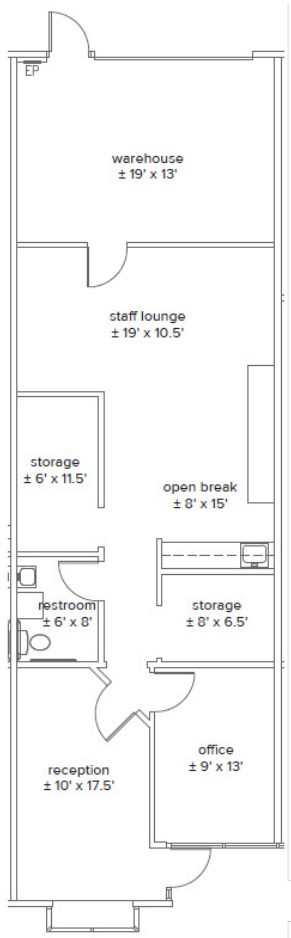 EP
warehouse
± 19' x 13'
staff lounge
± 19' x 10.5'
storage
± 6' x 11.5'
open break
± 8' x 15'
restroom
± 6' x 8'
storage
± 8' x 6.5'
office
± 9' x 13'
reception
± 10' x 17.5'